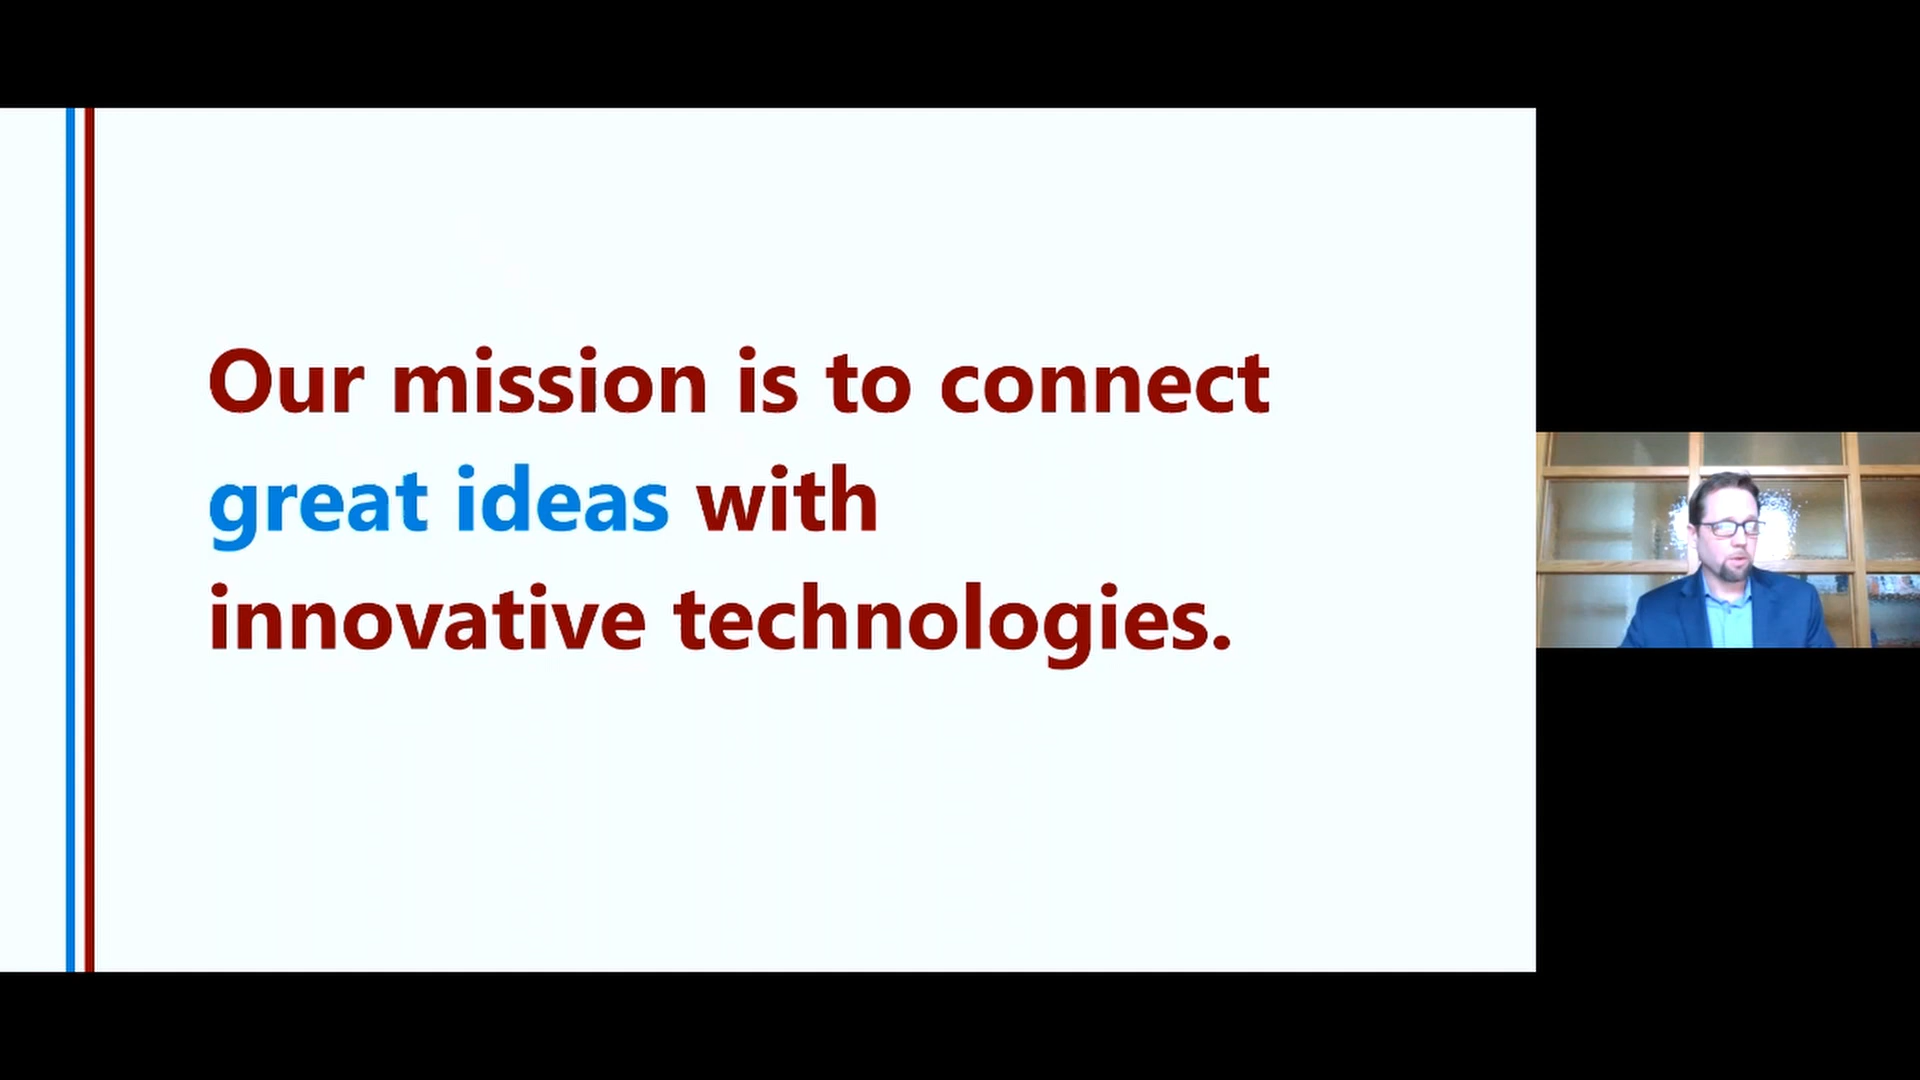 Our mission is to connect
great ideas with
innovative technologies.